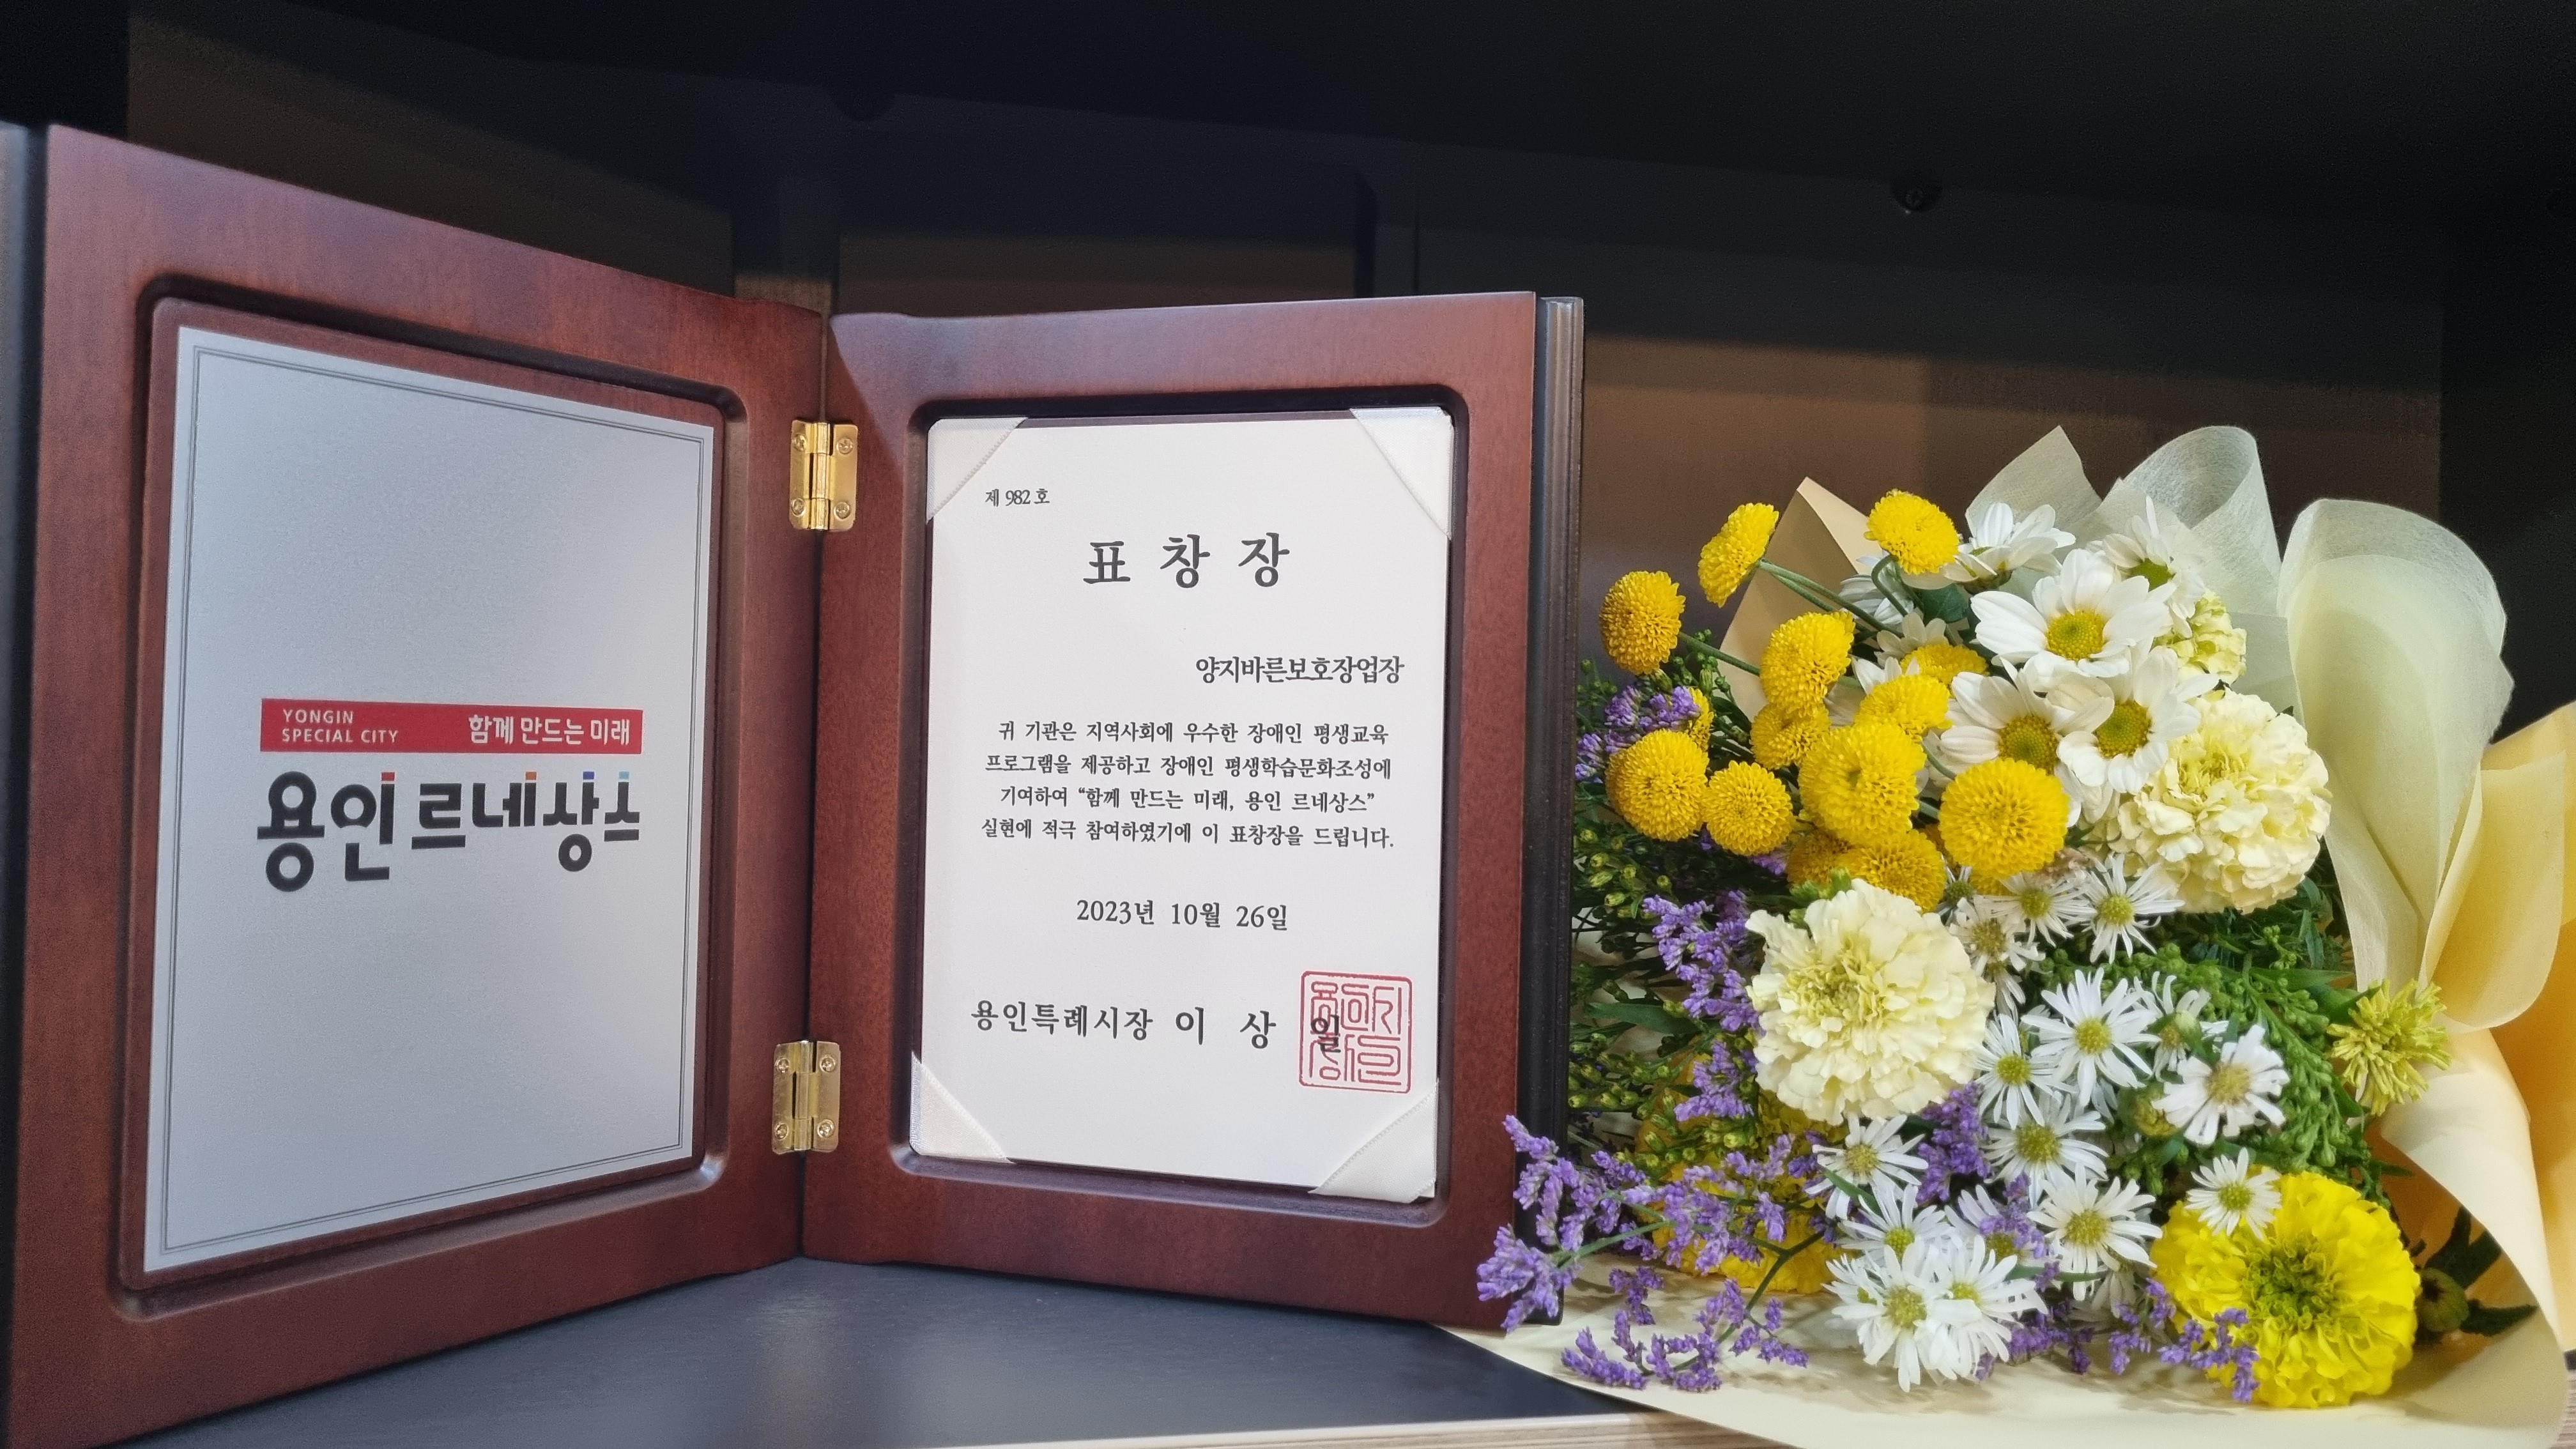 YONGIN
SPECIAL CITY
함께 만드는 미래
용인 르네상스
제 982 호
표 창 장
양지바른보호장업장
귀 기관은 지역사회에 우수한 장애인 평생교육
프로그램을 제공하고 장애인 평생학습문화조성에
기여하여 “함께 만드는 미래, 용인 르네상스”
실현에 적극 참여하였기에 이 표창장을 드립니다.
2023년 10월 26일
용인특례시장 이 상 일